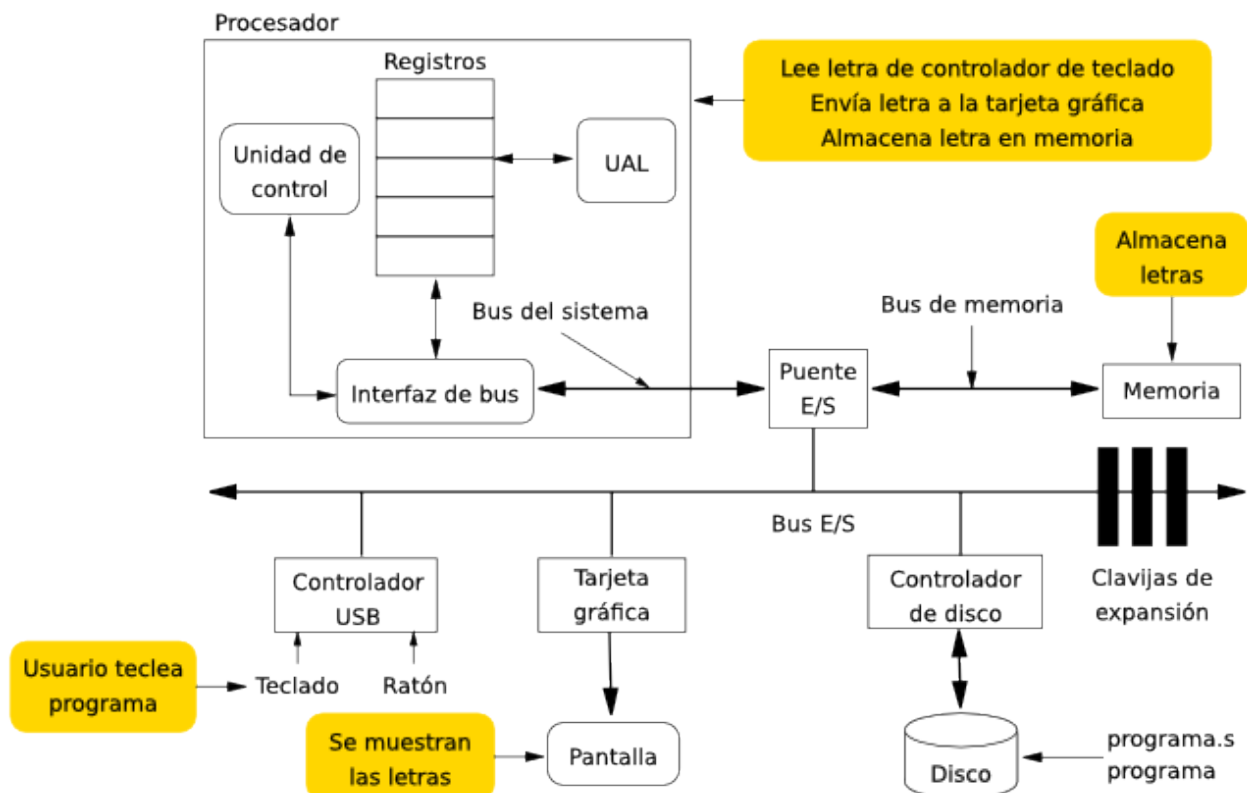 Procesador
Registros
Lee letra de controlador de teclado
Envía letra a la tarjeta gráfica
Almacena letra en memoria
Unidad de
control
UAL
Almacena
letras
Bus del sistema
Bus de memoria
Interfaz de bus
Puente
E/S
Memoria
Bus E/S
Controlador
USB
Tarjeta
gráfica
Controlador
de disco
Clavijas de
expansión
Usuario teclea
programa
Teclado
Ratón
Se muestran
las letras
Pantalla
Disco
programa.s
programa